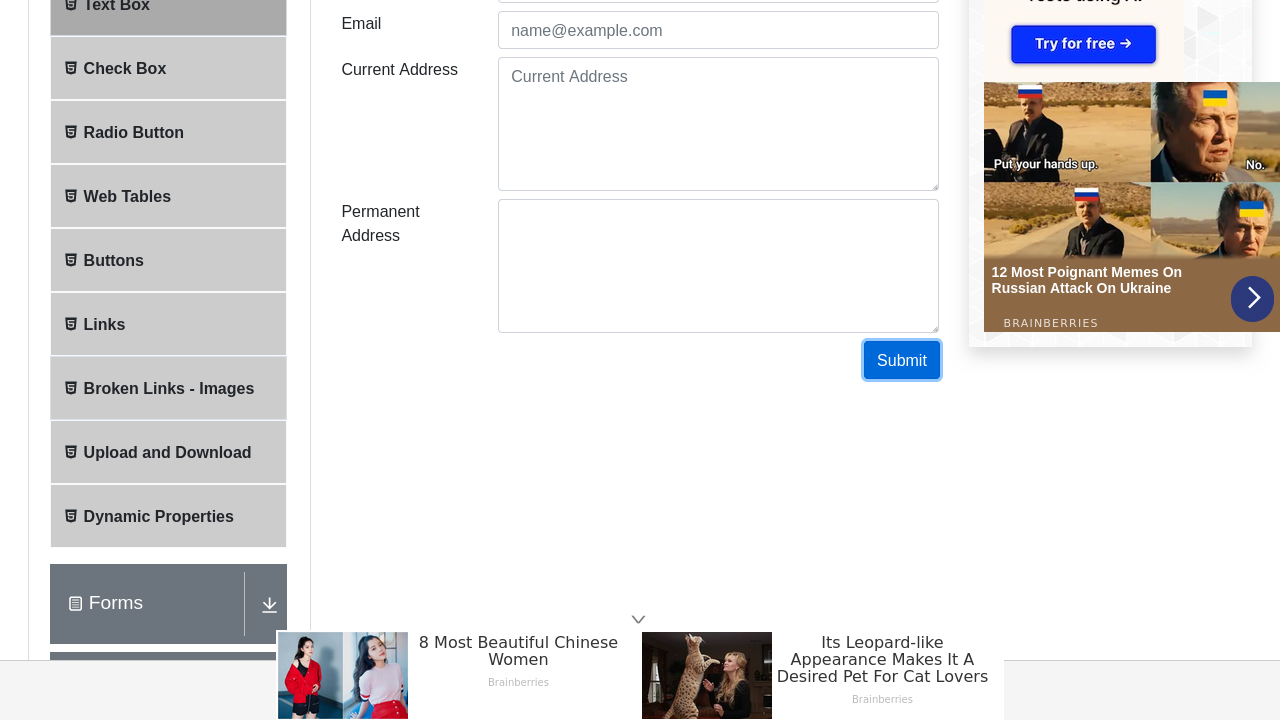 Text Box
Email
name@example.com
Try for free →
Check Box
Current Address
Current Address
Radio Button
Put your hands up.
No.
Web Tables
Permanent
Address
Buttons
12 Most Poignant Memes On
Russian Attack On Ukraine
BRAINBERRIES
Links
Submit
Broken Links - Images
Upload and Download
Dynamic Properties
Forms
8 Most Beautiful Chinese
Women
Brainberries
Its Leopard-like
Appearance Makes It A
Desired Pet For Cat Lovers
Brainberries